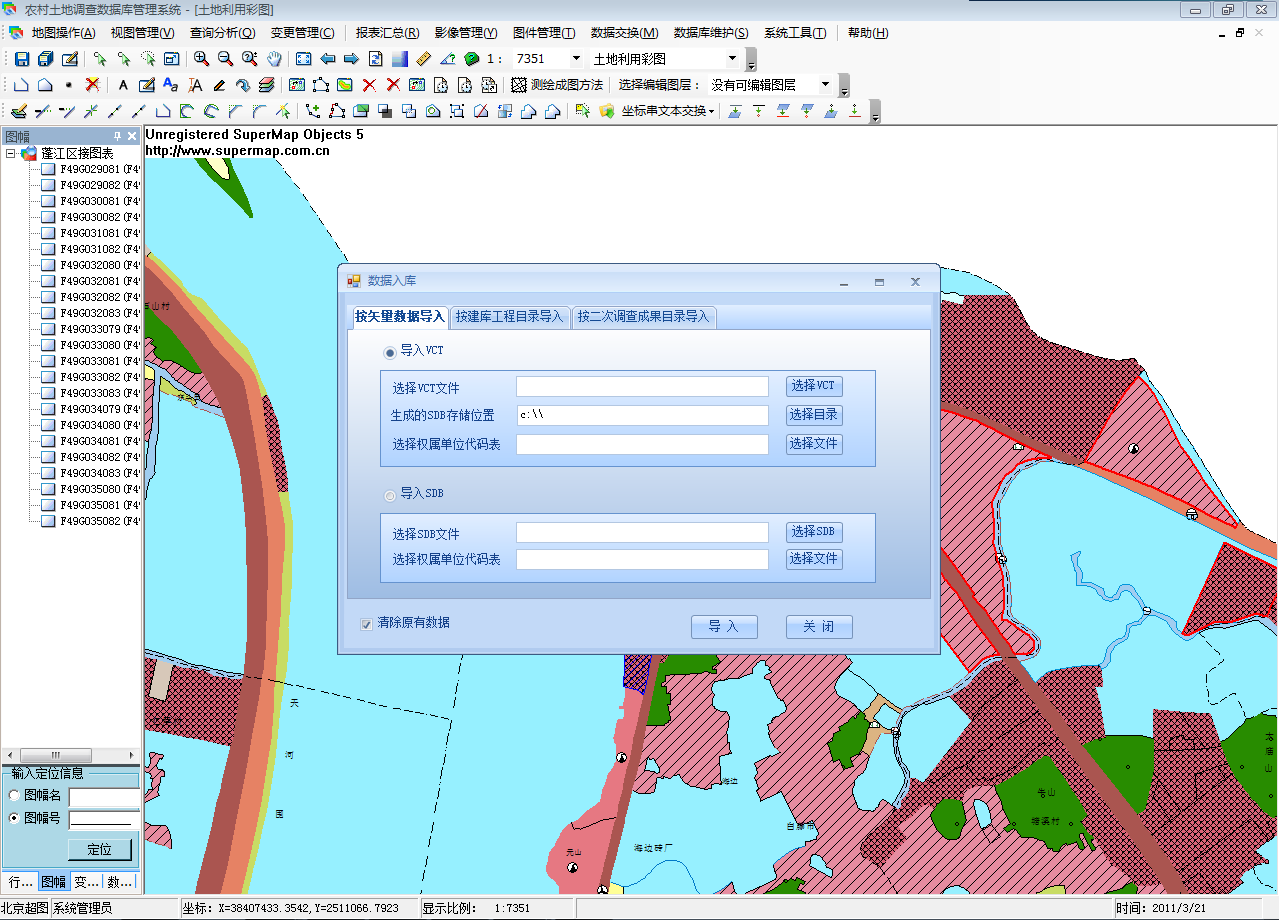 农村土地调查数据库管理系统 - [土地利用彩图]
地图操作(A) 视图管理(V) 查询分析(Q) 变更管理(C) 报表汇总(R) 影像管理(Y) 图件管理(T) 数据交换(M) 数据库维护(S) 系统工具(T) 帮助(H)
1: 7351 土地利用彩图
测绘成图方法 选择编辑图层: 没有可编辑图层
坐标串文本交换
图幅
Unregistered SuperMap Objects 5
http://www.supermap.com.cn
蓬江区接图表
F49G029081 (F4
F49G029082 (F4
F49G030081 (F4
F49G030082 (F4
F49G031081 (F4
F49G031082 (F4
F49G032080 (F4
F49G032081 (F4
F49G032082 (F4
F49G032083 (F4
F49G033079 (F4
F49G033080 (F4
F49G033081 (F4
F49G033082 (F4
F49G033083 (F4
F49G034079 (F4
F49G034080 (F4
F49G034081 (F4
F49G034082 (F4
F49G034083 (F4
F49G035080 (F4
F49G035081 (F4
F49G035082 (F4
数据入库
按矢量数据导入 按建库工程目录导入 按二次调查成果目录导入
导入VCT
选择VCT文件 选择VCT
生成的SDB存储位置 c:\\ 选择目录
选择权属单位代码表 选择文件
导入SDB
选择SDB文件 选择SDB
选择权属单位代码表 选择文件
清除原有数据 导 入 关 闭
天
河
围
海边
白藤市
海边砖厂
元山
牛山
塘溪村
大
庙
山
输入定位信息
图幅名
图幅号
定位
行... 图幅 变... 数...
北京超图 系统管理员 坐标: X=38407433.3542,Y=2511066.7923 显示比例: 1:7351 时间: 2011/3/21